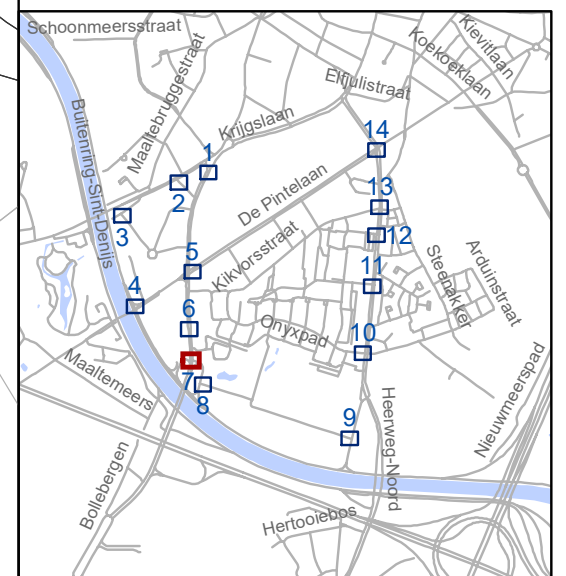 Schoonmeersstraat
Kievitlaan
Koekoeklaan
Maaltebruggestraat
Elfjulistraat
Buitenring-Sint-Denijs
Krijgslaan
14
1
2
De Pintelaan
13
3
12
Kikvorsstraat
5
11
Steenakker
Arduinstraat
4
6
Onyxpad
10
7
8
Maaltemeers
Nieuwmeerspad
9
Heerweg-Noord
Bollebergen
Hertooiebos